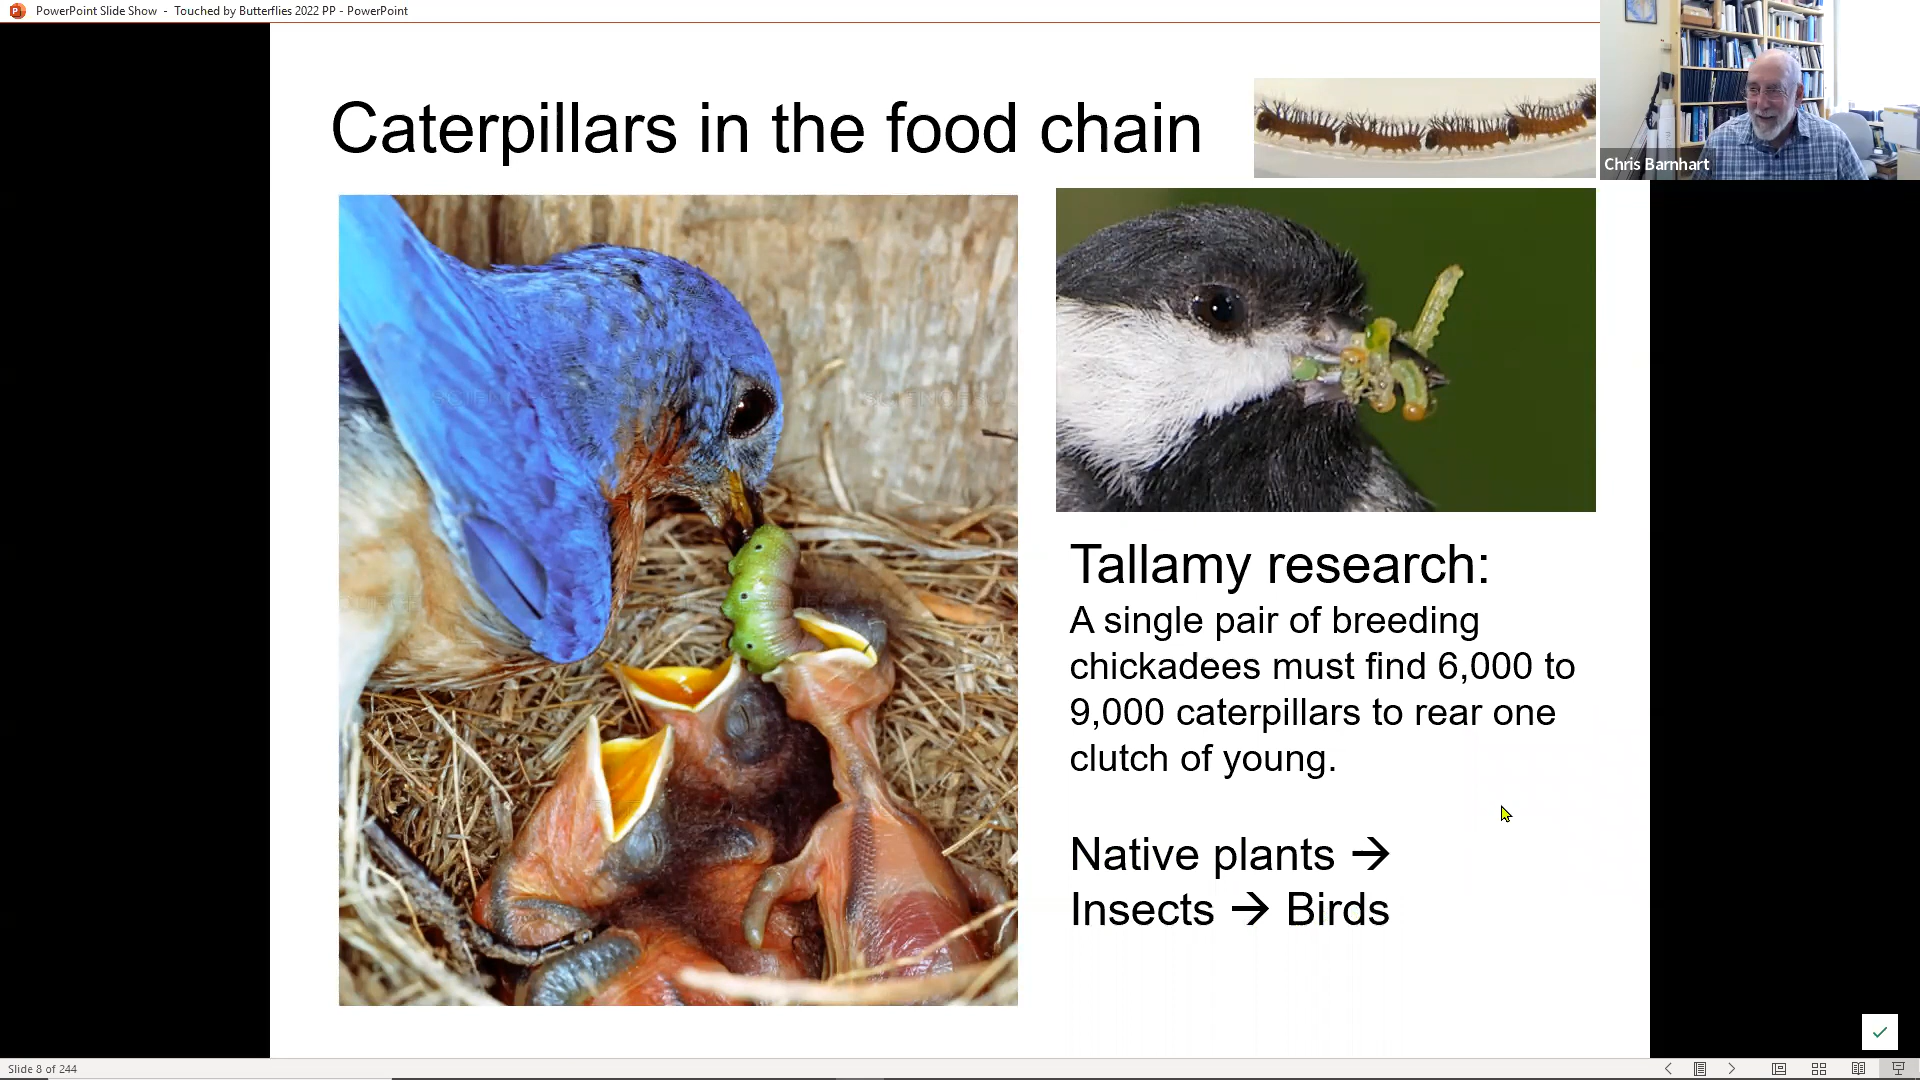 PowerPoint Slide Show - Touched by Butterflies 2022 PP - PowerPoint
Caterpillars in the food chain
Chris Barnhart
Tallamy research:
A single pair of breeding
chickadees must find 6,000 to
9,000 caterpillars to rear one
clutch of young.
Native plants →
Insects → Birds
Slide 8 of 244